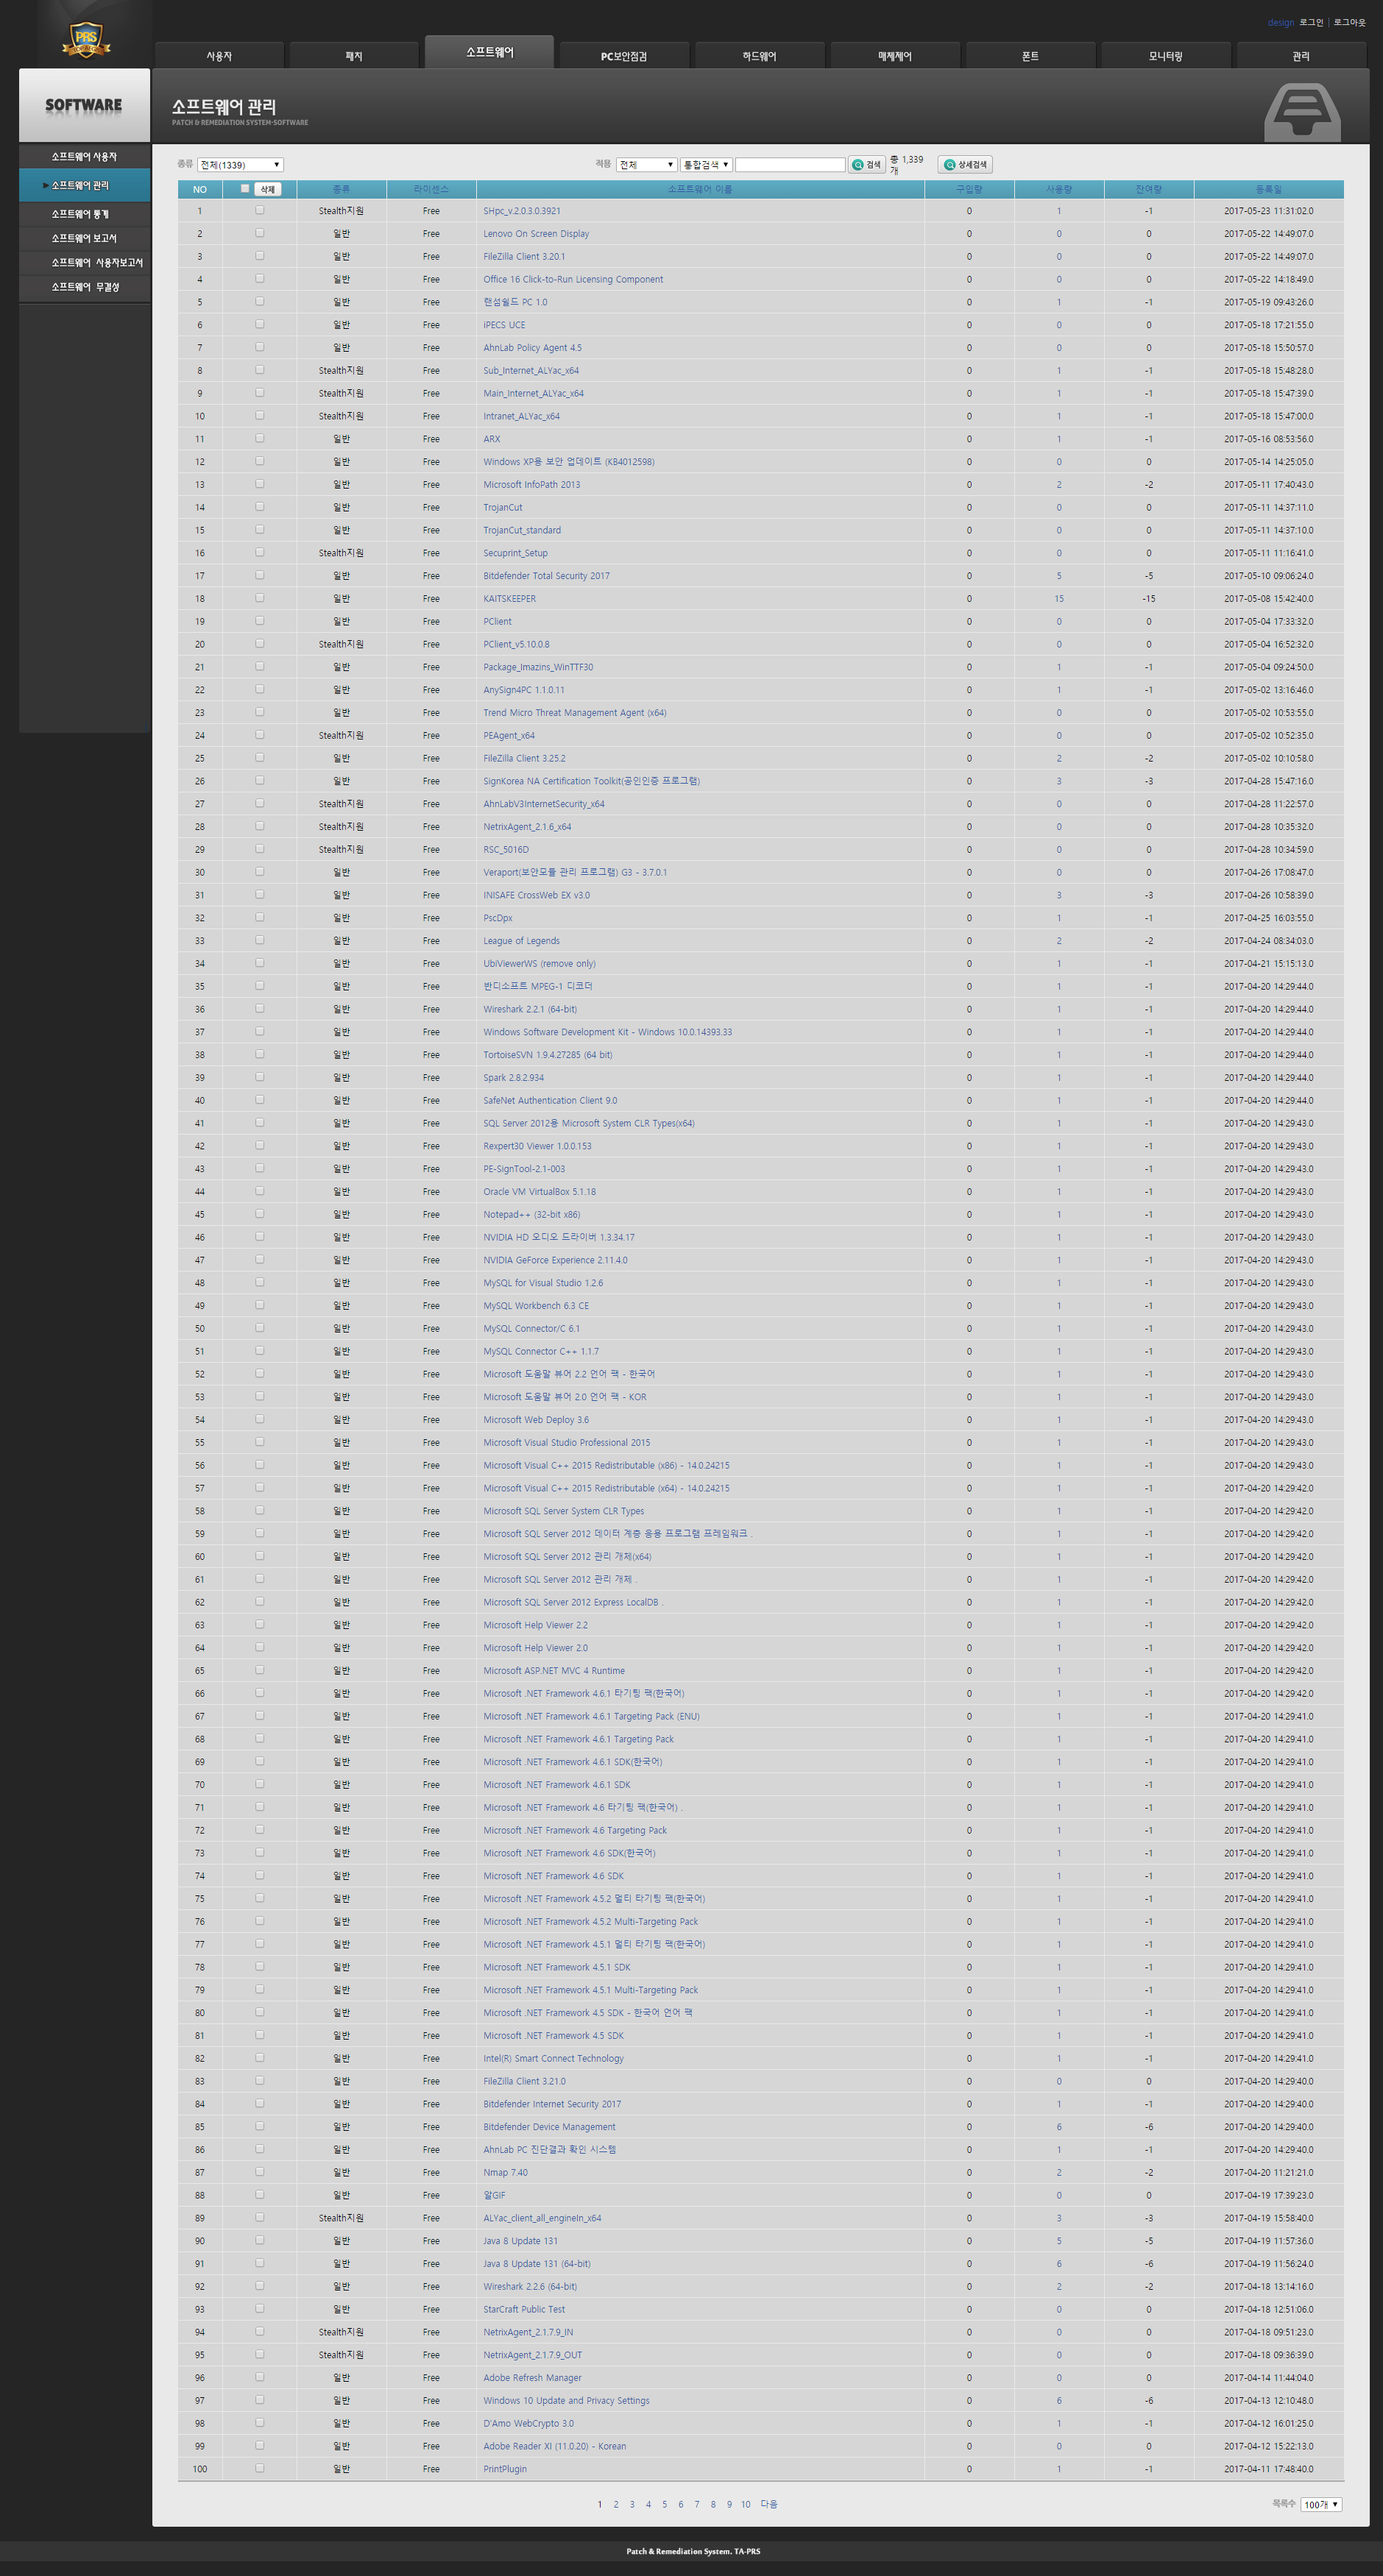 design 로그인 | 로그아웃
PRS
사용자 패치 소프트웨어 PC보안점검 하드웨어 매체제어 폰트 모니터링 관리
SOFTWARE
소프트웨어 관리
PATCH & REMEDIATION SYSTEM-SOFTWARE
소프트웨어 사용자
소프트웨어 관리
소프트웨어 통계
소프트웨어 보고서
소프트웨어 사용자보고서
소프트웨어 무결성
종류 전체(1339) 적용 전체 통합검색 검색 총 1,339개 상세검색
NO 삭제 종류 라이센스 소프트웨어 이름 구입량 사용량 잔여량 등록일
1 Stealth지원 Free SHpc_v.2.0.3.0.3921 0 1 -1 2017-05-23 11:31:02.0
2 일반 Free Lenovo On Screen Display 0 0 0 2017-05-22 14:49:07.0
3 일반 Free FileZilla Client 3.20.1 0 0 0 2017-05-22 14:49:07.0
4 일반 Free Office 16 Click-to-Run Licensing Component 0 0 0 2017-05-22 14:18:49.0
5 일반 Free 랜섬쉴드 PC 1.0 0 1 -1 2017-05-19 09:43:26.0
6 일반 Free iPECS UCE 0 0 0 2017-05-18 17:21:55.0
7 일반 Free AhnLab Policy Agent 4.5 0 0 0 2017-05-18 15:50:57.0
8 Stealth지원 Free Sub_Internet_ALYac_x64 0 1 -1 2017-05-18 15:48:28.0
9 Stealth지원 Free Main_Internet_ALYac_x64 0 1 -1 2017-05-18 15:47:39.0
10 Stealth지원 Free Intranet_ALYac_x64 0 1 -1 2017-05-18 15:47:00.0
11 일반 Free ARX 0 1 -1 2017-05-16 08:53:56.0
12 일반 Free Windows XP용 보안 업데이트 (KB4012598) 0 0 0 2017-05-14 14:25:05.0
13 일반 Free Microsoft InfoPath 2013 0 2 -2 2017-05-11 17:40:43.0
14 일반 Free TrojanCut 0 0 0 2017-05-11 14:37:11.0
15 일반 Free TrojanCut_standard 0 0 0 2017-05-11 14:37:10.0
16 Stealth지원 Free Secuprint_Setup 0 0 0 2017-05-11 11:16:41.0
17 일반 Free Bitdefender Total Security 2017 0 5 -5 2017-05-10 09:06:24.0
18 일반 Free KAITSKEEPER 0 15 -15 2017-05-08 15:42:40.0
19 일반 Free PClient 0 0 0 2017-05-04 17:33:32.0
20 Stealth지원 Free PClient_v5.10.0.8 0 0 0 2017-05-04 16:52:32.0
21 일반 Free Package_Imazins_WinTTF30 0 1 -1 2017-05-04 09:24:50.0
22 일반 Free AnySign4PC 1.1.0.11 0 1 -1 2017-05-02 13:16:46.0
23 일반 Free Trend Micro Threat Management Agent (x64) 0 0 0 2017-05-02 10:53:55.0
24 Stealth지원 Free PEAgent_x64 0 0 0 2017-05-02 10:52:35.0
25 일반 Free FileZilla Client 3.25.2 0 2 -2 2017-05-02 10:10:58.0
26 일반 Free SignKorea NA Certification Toolkit(공인인증 프로그램) 0 3 -3 2017-04-28 15:47:16.0
27 Stealth지원 Free AhnLabV3InternetSecurity_x64 0 0 0 2017-04-28 11:22:57.0
28 Stealth지원 Free NetrixAgent_2.1.6_x64 0 0 0 2017-04-28 10:35:32.0
29 Stealth지원 Free RSC_5016D 0 0 0 2017-04-28 10:34:59.0
30 일반 Free Veraport(보안모듈 관리 프로그램) G3 - 3.7.0.1 0 0 0 2017-04-26 17:08:47.0
31 일반 Free INISAFE CrossWeb EX v3.0 0 3 -3 2017-04-26 10:58:39.0
32 일반 Free PscDpx 0 1 -1 2017-04-25 16:03:55.0
33 일반 Free League of Legends 0 2 -2 2017-04-24 08:34:03.0
34 일반 Free UbiViewerWS (remove only) 0 1 -1 2017-04-21 15:15:13.0
35 일반 Free 반디소프트 MPEG-1 디코더 0 1 -1 2017-04-20 14:29:44.0
36 일반 Free Wireshark 2.2.1 (64-bit) 0 1 -1 2017-04-20 14:29:44.0
37 일반 Free Windows Software Development Kit - Windows 10.0.14393.33 0 1 -1 2017-04-20 14:29:44.0
38 일반 Free TortoiseSVN 1.9.4.27285 (64 bit) 0 1 -1 2017-04-20 14:29:44.0
39 일반 Free Spark 2.8.2.934 0 1 -1 2017-04-20 14:29:44.0
40 일반 Free SafeNet Authentication Client 9.0 0 1 -1 2017-04-20 14:29:44.0
41 일반 Free SQL Server 2012용 Microsoft System CLR Types(x64) 0 1 -1 2017-04-20 14:29:43.0
42 일반 Free Rexpert30 Viewer 1.0.0.153 0 1 -1 2017-04-20 14:29:43.0
43 일반 Free PE-SignTool-2.1-003 0 1 -1 2017-04-20 14:29:43.0
44 일반 Free Oracle VM VirtualBox 5.1.18 0 1 -1 2017-04-20 14:29:43.0
45 일반 Free Notepad++ (32-bit x86) 0 1 -1 2017-04-20 14:29:43.0
46 일반 Free NVIDIA HD 오디오 드라이버 1.3.34.17 0 1 -1 2017-04-20 14:29:43.0
47 일반 Free NVIDIA GeForce Experience 2.11.4.0 0 1 -1 2017-04-20 14:29:43.0
48 일반 Free MySQL for Visual Studio 1.2.6 0 1 -1 2017-04-20 14:29:43.0
49 일반 Free MySQL Workbench 6.3 CE 0 1 -1 2017-04-20 14:29:43.0
50 일반 Free MySQL Connector/C 6.1 0 1 -1 2017-04-20 14:29:43.0
51 일반 Free MySQL Connector C++ 1.1.7 0 1 -1 2017-04-20 14:29:43.0
52 일반 Free Microsoft 도움말 뷰어 2.2 언어 팩 - 한국어 0 1 -1 2017-04-20 14:29:43.0
53 일반 Free Microsoft 도움말 뷰어 2.0 언어 팩 - KOR 0 1 -1 2017-04-20 14:29:43.0
54 일반 Free Microsoft Web Deploy 3.6 0 1 -1 2017-04-20 14:29:43.0
55 일반 Free Microsoft Visual Studio Professional 2015 0 1 -1 2017-04-20 14:29:43.0
56 일반 Free Microsoft Visual C++ 2015 Redistributable (x86) - 14.0.24215 0 1 -1 2017-04-20 14:29:43.0
57 일반 Free Microsoft Visual C++ 2015 Redistributable (x64) - 14.0.24215 0 1 -1 2017-04-20 14:29:42.0
58 일반 Free Microsoft SQL Server System CLR Types 0 1 -1 2017-04-20 14:29:42.0
59 일반 Free Microsoft SQL Server 2012 데이터 계층 응용 프로그램 프레임워크 . 0 1 -1 2017-04-20 14:29:42.0
60 일반 Free Microsoft SQL Server 2012 관리 개체(x64) 0 1 -1 2017-04-20 14:29:42.0
61 일반 Free Microsoft SQL Server 2012 관리 개체 . 0 1 -1 2017-04-20 14:29:42.0
62 일반 Free Microsoft SQL Server 2012 Express LocalDB . 0 1 -1 2017-04-20 14:29:42.0
63 일반 Free Microsoft Help Viewer 2.2 0 1 -1 2017-04-20 14:29:42.0
64 일반 Free Microsoft Help Viewer 2.0 0 1 -1 2017-04-20 14:29:42.0
65 일반 Free Microsoft ASP.NET MVC 4 Runtime 0 1 -1 2017-04-20 14:29:42.0
66 일반 Free Microsoft .NET Framework 4.6.1 타기팅 팩(한국어) 0 1 -1 2017-04-20 14:29:42.0
67 일반 Free Microsoft .NET Framework 4.6.1 Targeting Pack (ENU) 0 1 -1 2017-04-20 14:29:41.0
68 일반 Free Microsoft .NET Framework 4.6.1 Targeting Pack 0 1 -1 2017-04-20 14:29:41.0
69 일반 Free Microsoft .NET Framework 4.6.1 SDK(한국어) 0 1 -1 2017-04-20 14:29:41.0
70 일반 Free Microsoft .NET Framework 4.6.1 SDK 0 1 -1 2017-04-20 14:29:41.0
71 일반 Free Microsoft .NET Framework 4.6 타기팅 팩(한국어) . 0 1 -1 2017-04-20 14:29:41.0
72 일반 Free Microsoft .NET Framework 4.6 Targeting Pack 0 1 -1 2017-04-20 14:29:41.0
73 일반 Free Microsoft .NET Framework 4.6 SDK(한국어) 0 1 -1 2017-04-20 14:29:41.0
74 일반 Free Microsoft .NET Framework 4.6 SDK 0 1 -1 2017-04-20 14:29:41.0
75 일반 Free Microsoft .NET Framework 4.5.2 멀티 타기팅 팩(한국어) 0 1 -1 2017-04-20 14:29:41.0
76 일반 Free Microsoft .NET Framework 4.5.2 Multi-Targeting Pack 0 1 -1 2017-04-20 14:29:41.0
77 일반 Free Microsoft .NET Framework 4.5.1 멀티 타기팅 팩(한국어) 0 1 -1 2017-04-20 14:29:41.0
78 일반 Free Microsoft .NET Framework 4.5.1 SDK 0 1 -1 2017-04-20 14:29:41.0
79 일반 Free Microsoft .NET Framework 4.5.1 Multi-Targeting Pack 0 1 -1 2017-04-20 14:29:41.0
80 일반 Free Microsoft .NET Framework 4.5 SDK - 한국어 언어 팩 0 1 -1 2017-04-20 14:29:41.0
81 일반 Free Microsoft .NET Framework 4.5 SDK 0 1 -1 2017-04-20 14:29:41.0
82 일반 Free Intel(R) Smart Connect Technology 0 1 -1 2017-04-20 14:29:41.0
83 일반 Free FileZilla Client 3.21.0 0 0 0 2017-04-20 14:29:40.0
84 일반 Free Bitdefender Internet Security 2017 0 1 -1 2017-04-20 14:29:40.0
85 일반 Free Bitdefender Device Management 0 6 -6 2017-04-20 14:29:40.0
86 일반 Free AhnLab PC 진단결과 확인 시스템 0 1 -1 2017-04-20 14:29:40.0
87 일반 Free Nmap 7.40 0 2 -2 2017-04-20 11:21:21.0
88 일반 Free 알GIF 0 0 0 2017-04-19 17:39:23.0
89 Stealth지원 Free ALYac_client_all_engineIn_x64 0 3 -3 2017-04-19 15:58:40.0
90 일반 Free Java 8 Update 131 0 5 -5 2017-04-19 11:57:36.0
91 일반 Free Java 8 Update 131 (64-bit) 0 6 -6 2017-04-19 11:56:24.0
92 일반 Free Wireshark 2.2.6 (64-bit) 0 2 -2 2017-04-18 13:14:16.0
93 일반 Free StarCraft Public Test 0 0 0 2017-04-18 12:51:06.0
94 Stealth지원 Free NetrixAgent_2.1.7.9_IN 0 0 0 2017-04-18 09:51:23.0
95 Stealth지원 Free NetrixAgent_2.1.7.9_OUT 0 0 0 2017-04-18 09:36:39.0
96 일반 Free Adobe Refresh Manager 0 0 0 2017-04-14 11:44:04.0
97 일반 Free Windows 10 Update and Privacy Settings 0 6 -6 2017-04-13 12:10:48.0
98 일반 Free D'Amo WebCrypto 3.0 0 1 -1 2017-04-12 16:01:25.0
99 일반 Free Adobe Reader XI (11.0.20) - Korean 0 0 0 2017-04-12 15:22:13.0
100 일반 Free PrintPlugin 0 1 -1 2017-04-11 17:48:40.0
1 2 3 4 5 6 7 8 9 10 다음 목록수 100개
Patch & Remediation System. TA-PRS